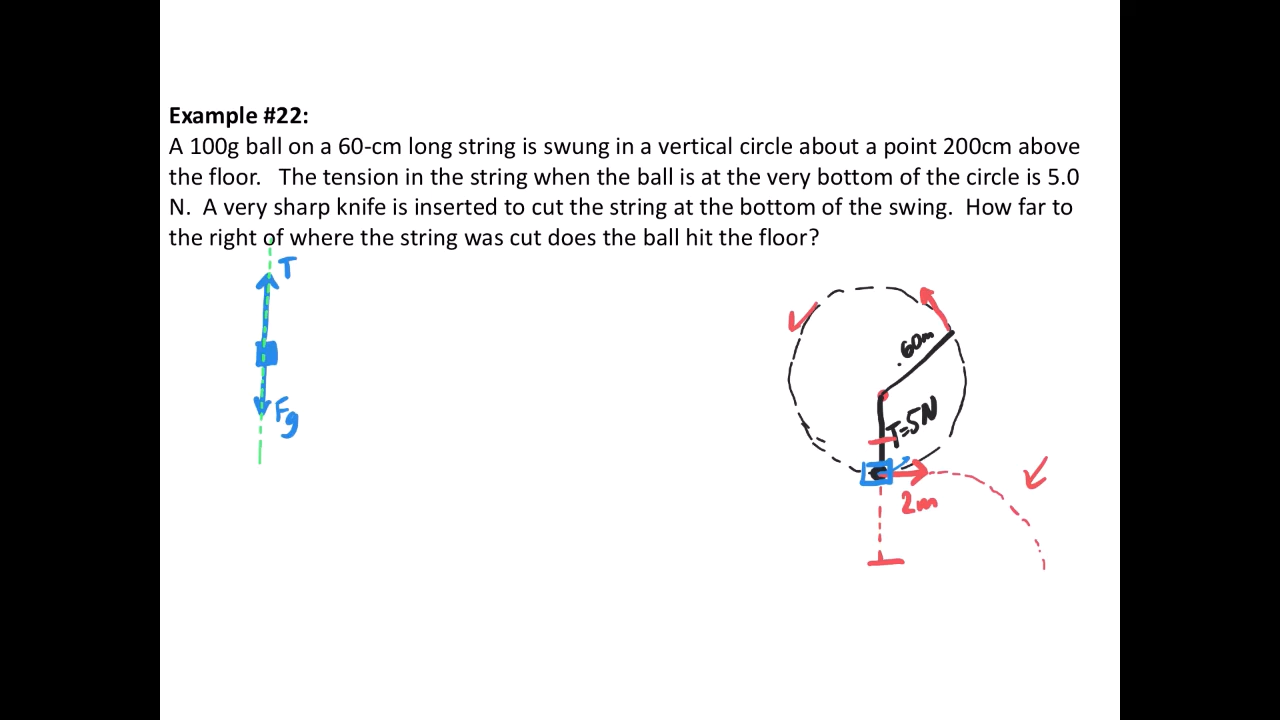 Example #22:
A 100g ball on a 60-cm long string is swung in a vertical circle about a point 200cm above
the floor.   The tension in the string when the ball is at the very bottom of the circle is 5.0
N.  A very sharp knife is inserted to cut the string at the bottom of the swing.  How far to
the right of where the string was cut does the ball hit the floor?
T
.60m
Fg
T=5N
2m